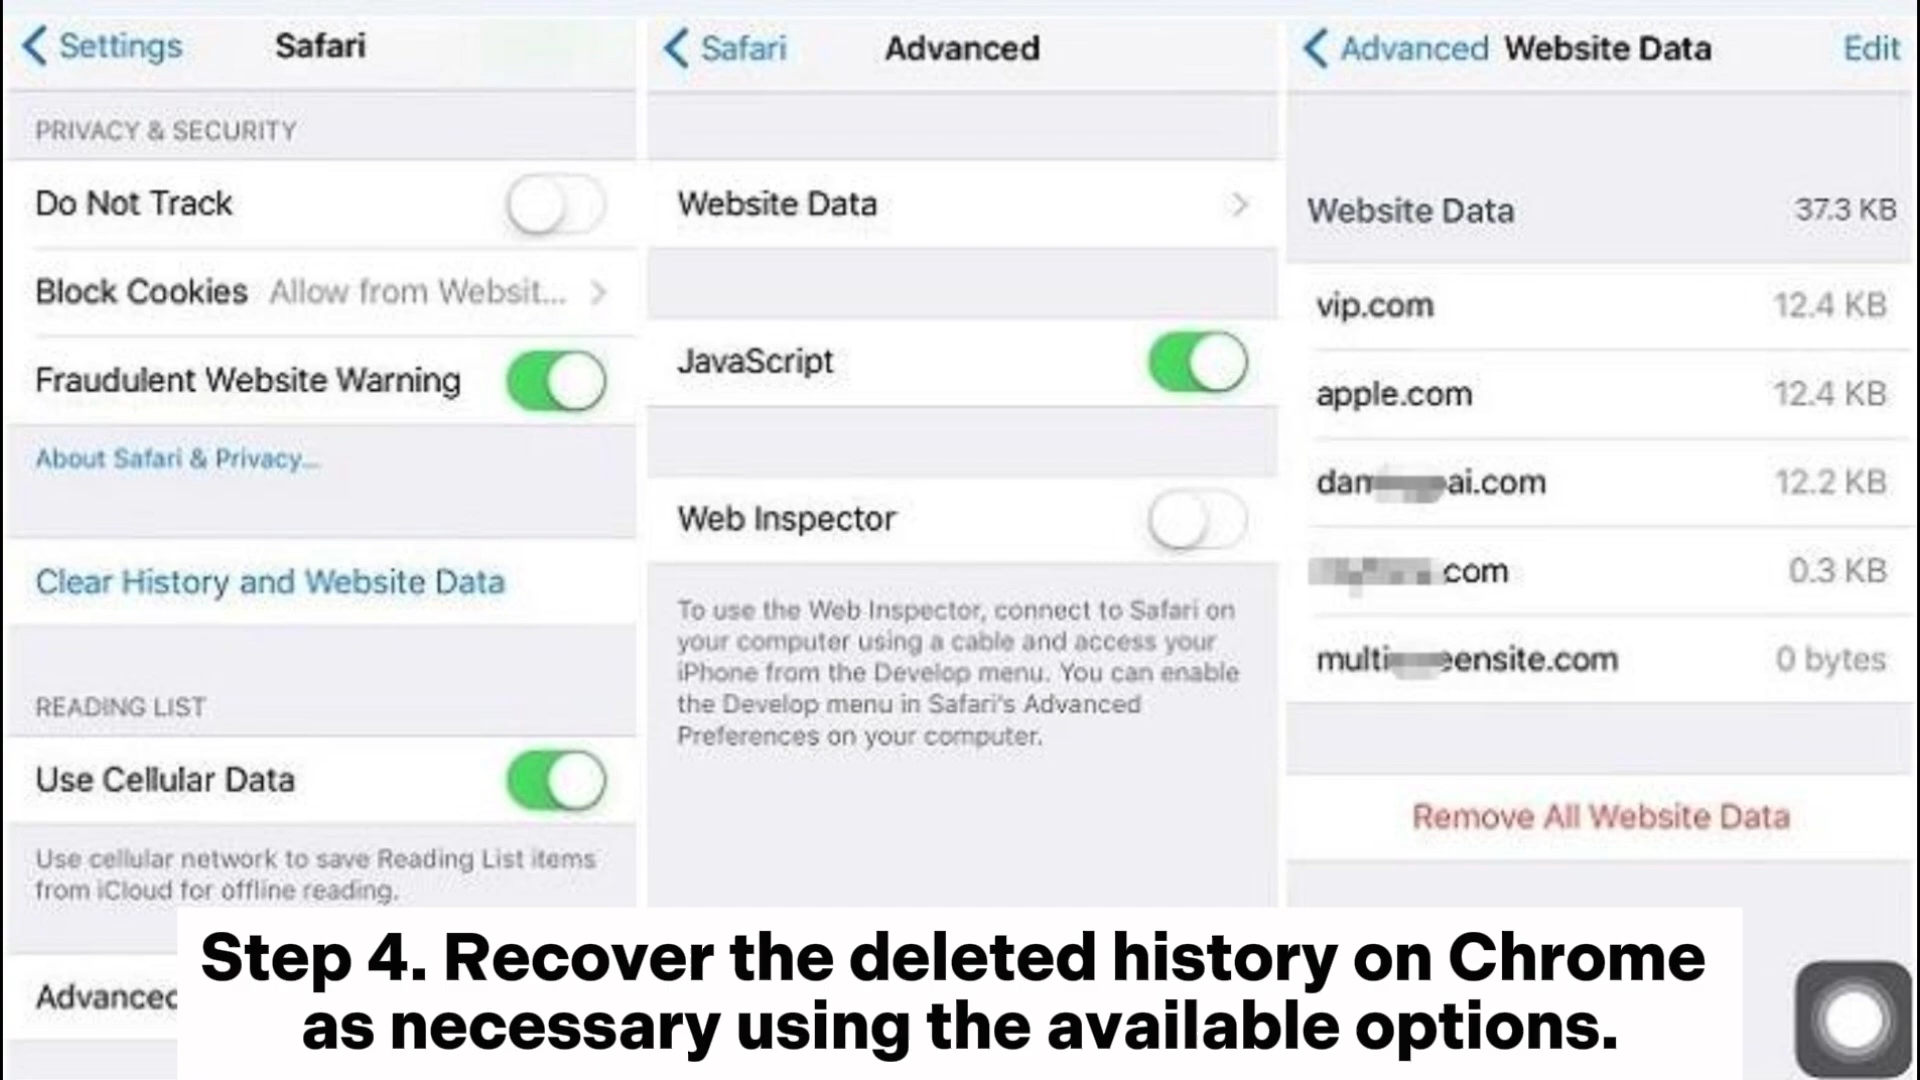 Settings Safari
PRIVACY & SECURITY
Do Not Track
Block Cookies Allow from Websit...
Fraudulent Website Warning
About Safari & Privacy...
Clear History and Website Data
READING LIST
Use Cellular Data
Use cellular network to save Reading List items
from iCloud for offline reading.
Advanced
Safari Advanced
Website Data
JavaScript
Web Inspector
To use the Web Inspector, connect to Safari on
your computer using a cable and access your
iPhone from the Develop menu. You can enable
the Develop menu in Safari's Advanced
Preferences on your computer.
Advanced Website Data Edit
Website Data 37.3 KB
vip.com 12.4 KB
apple.com 12.4 KB
ai.com 12.2 KB
.com 0.3 KB
eensite.com 0 bytes
Remove All Website Data
Step 4. Recover the deleted history on Chrome
as necessary using the available options.